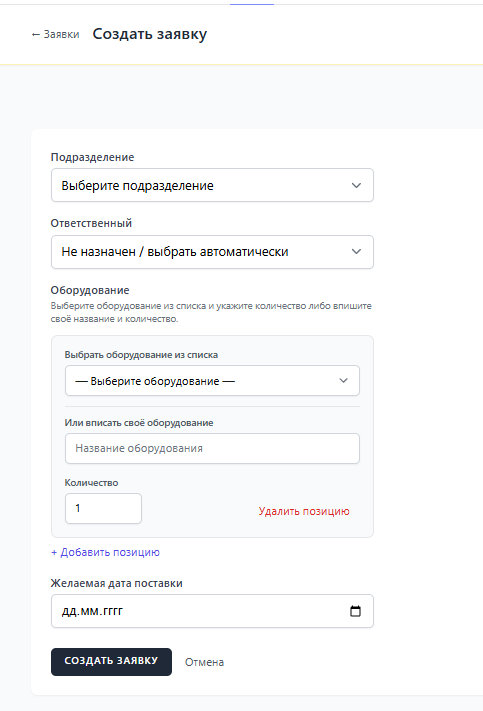 ← Заявки Создать заявку
Подразделение
Выберите подразделение
Ответственный
Не назначен / выбрать автоматически
Оборудование
Выберите оборудование из списка и укажите количество либо впишите
своё название и количество.
Выбрать оборудование из списка
— Выберите оборудование —
Или вписать своё оборудование
Название оборудования
Количество
1
Удалить позицию
+ Добавить позицию
Желаемая дата поставки
дд.мм.гггг
СОЗДАТЬ ЗАЯВКУ Отмена